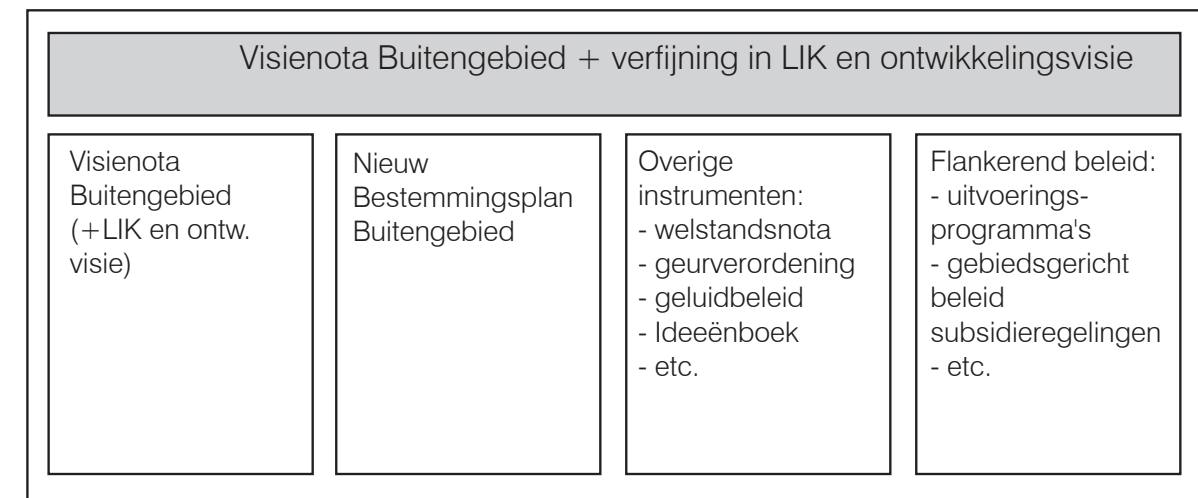 Visienota Buitengebied + verfijning in LIK en ontwikkelingsvisie
Visienota
Buitengebied
(+LIK en ontw.
visie)
Nieuw
Bestemmingsplan
Buitengebied
Overige
instrumenten:
- welstandsnota
- geurverordening
- geluidbeleid
- Ideeënboek
- etc.
Flankerend beleid:
- uitvoerings-
programma's
- gebiedsgericht
beleid
subsidieregelingen
- etc.